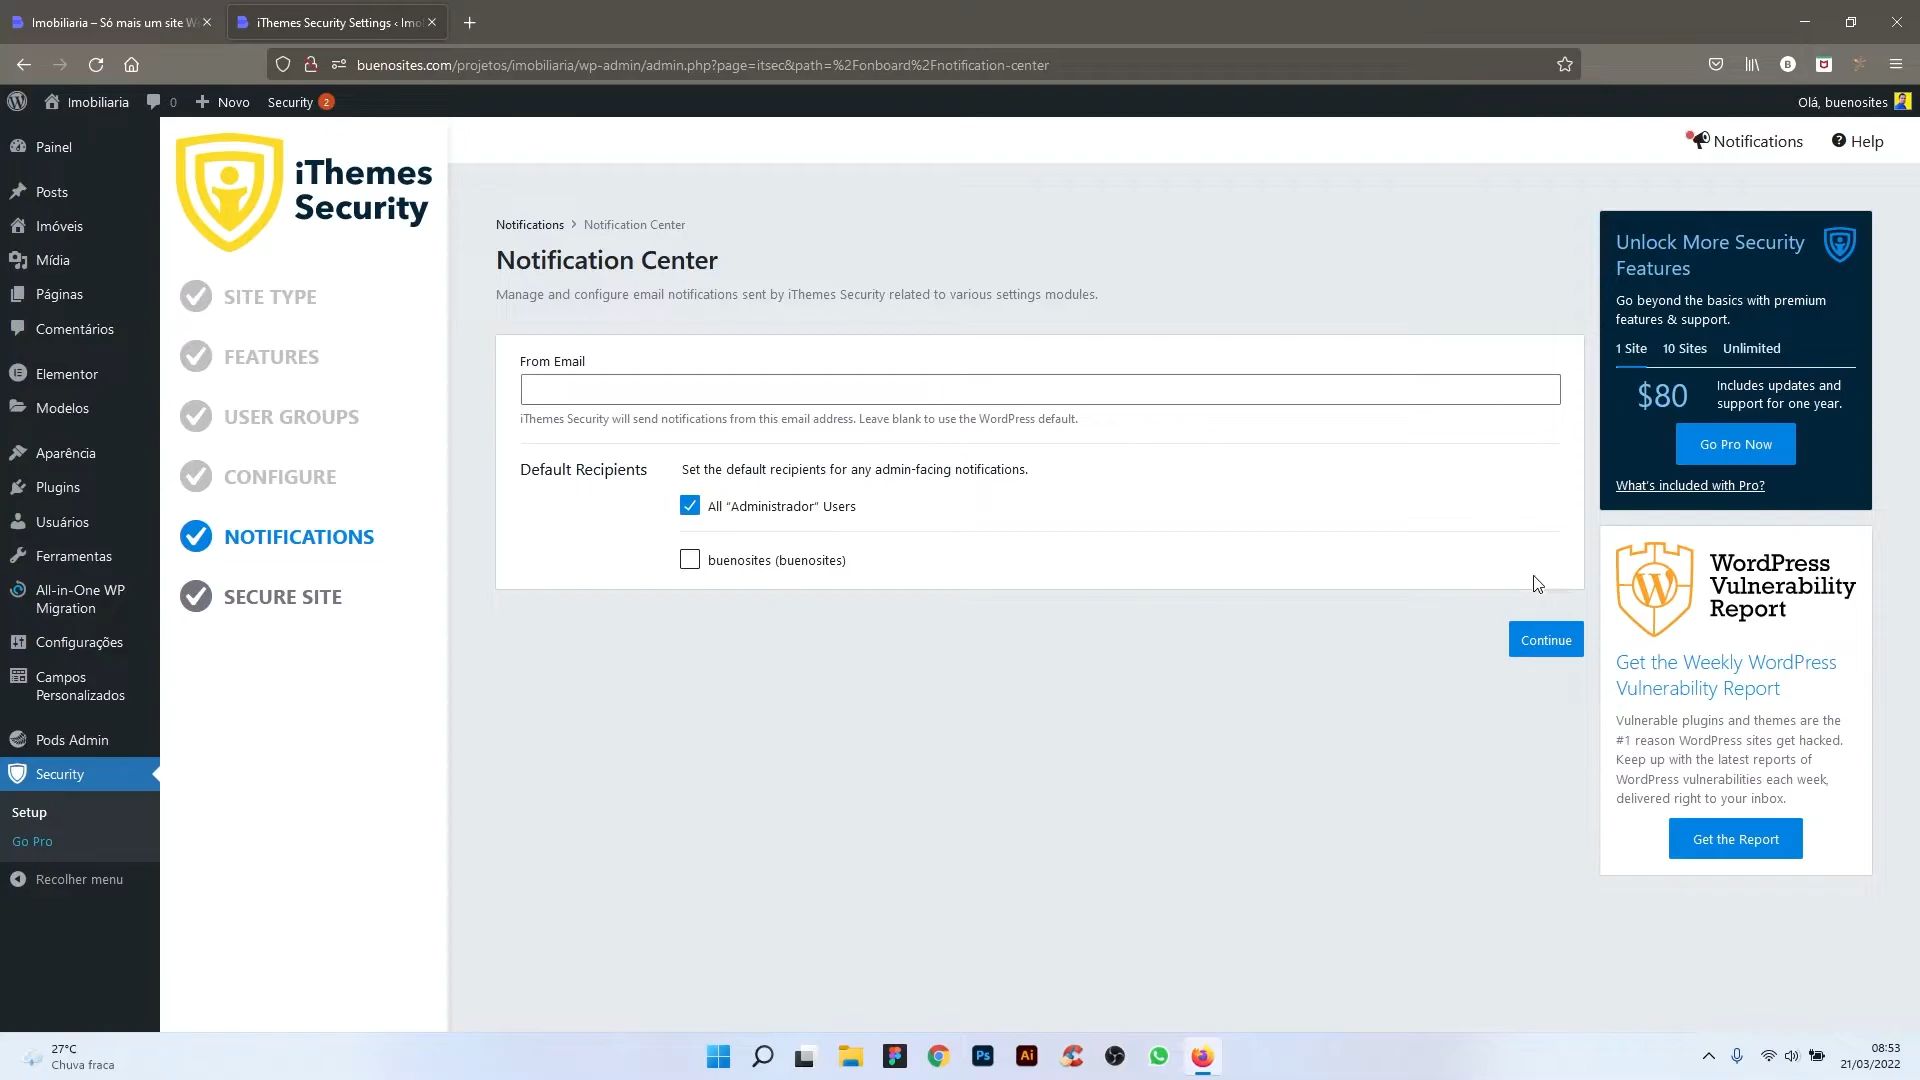 Imobiliaria – Só mais um site W
iThemes Security Settings ‹ Imo
buenosites.com/projetos/imobiliaria/wp-admin/admin.php?page=itsec&path=%2Fonboard%2Fnotification-center
Imobiliaria
0
Novo
Security 2
Olá, buenosites
Painel
Posts
Imóveis
Mídia
Páginas
Comentários
Elementor
Modelos
Aparência
Plugins
Usuários
Ferramentas
All-in-One WP
Migration
Configurações
Campos
Personalizados
Pods Admin
Security
Setup
Go Pro
Recolher menu
iThemes
Security
SITE TYPE
FEATURES
USER GROUPS
CONFIGURE
NOTIFICATIONS
SECURE SITE
Notifications
Help
Notifications > Notification Center
Notification Center
Manage and configure email notifications sent by iThemes Security related to various settings modules.
From Email
iThemes Security will send notifications from this email address. Leave blank to use the WordPress default.
Default Recipients
Set the default recipients for any admin-facing notifications.
All “Administrador” Users
buenosites (buenosites)
Continue
Unlock More Security
Features
Go beyond the basics with premium
features & support.
1 Site 10 Sites Unlimited
$80
Includes updates and
support for one year.
Go Pro Now
What's included with Pro?
WordPress
Vulnerability
Report
Get the Weekly WordPress
Vulnerability Report
Vulnerable plugins and themes are the
#1 reason WordPress sites get hacked.
Keep up with the latest reports of
WordPress vulnerabilities each week,
delivered right to your inbox.
Get the Report
27°C
Chuva fraca
Ps
Ai
08:53
21/03/2022